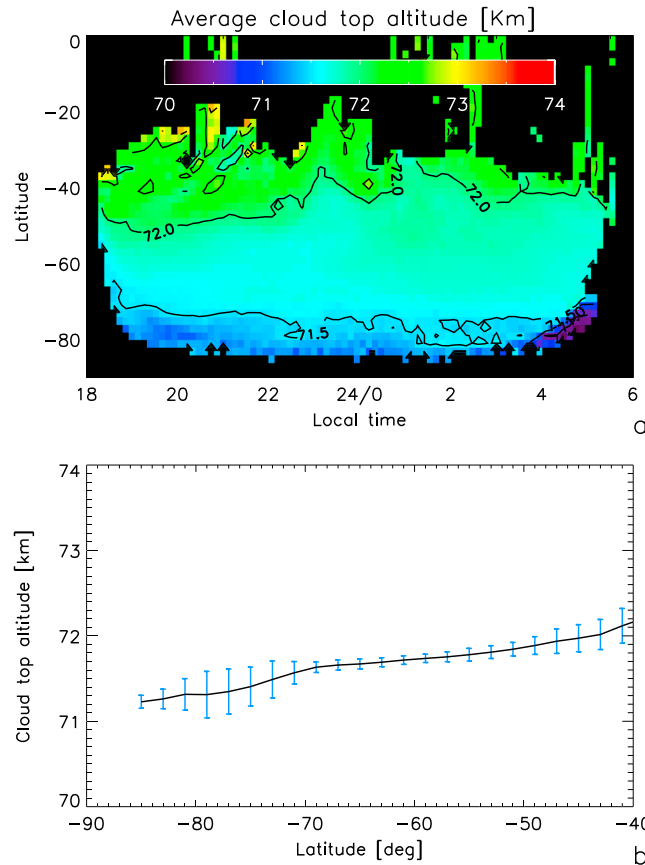 Average cloud top altitude [Km]
0
70 71 72 73 74
−20
−40
72.0
72.0
−60
71.5
71.50
−80
Latitude
18 20 22 24/0 2 4 6
Local time
a
74
73
72
71
70
Cloud top altitude [km]
−90 −80 −70 −60 −50 −40
Latitude [deg]
b